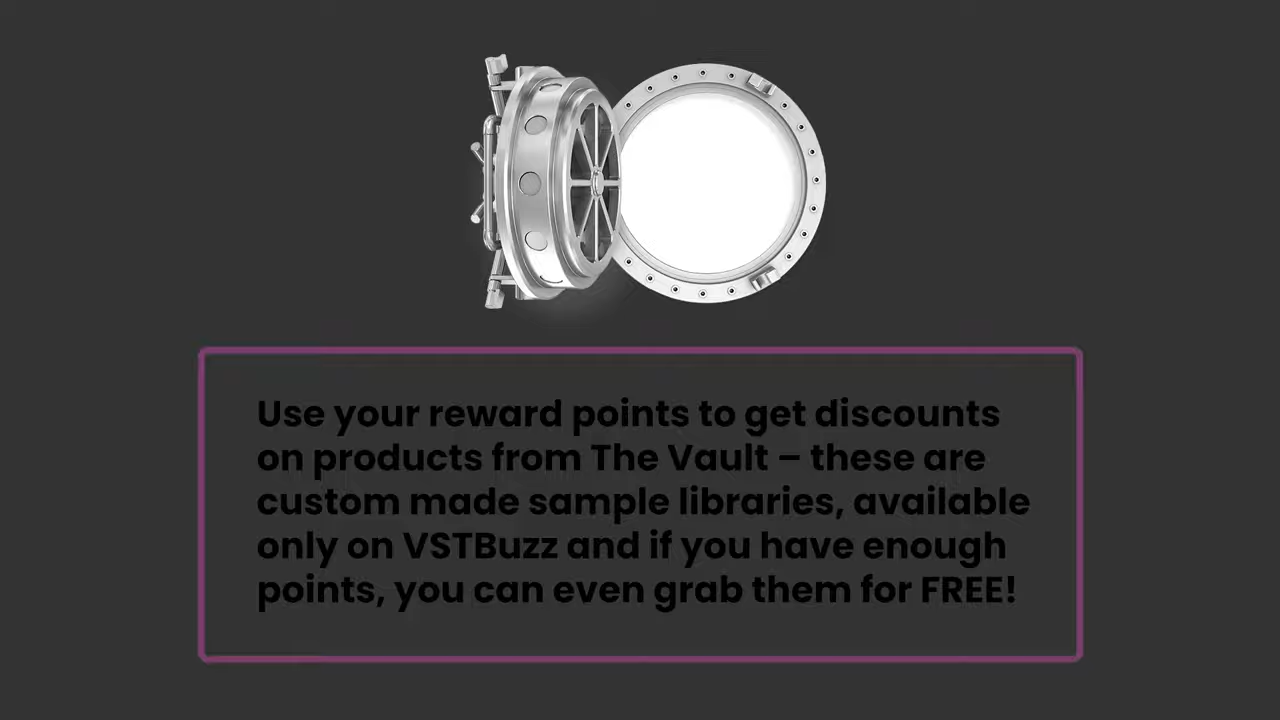 Use your reward points to get discounts
on products from The Vault – these are
custom made sample libraries, available
only on VSTBuzz and if you have enough
points, you can even grab them for FREE!